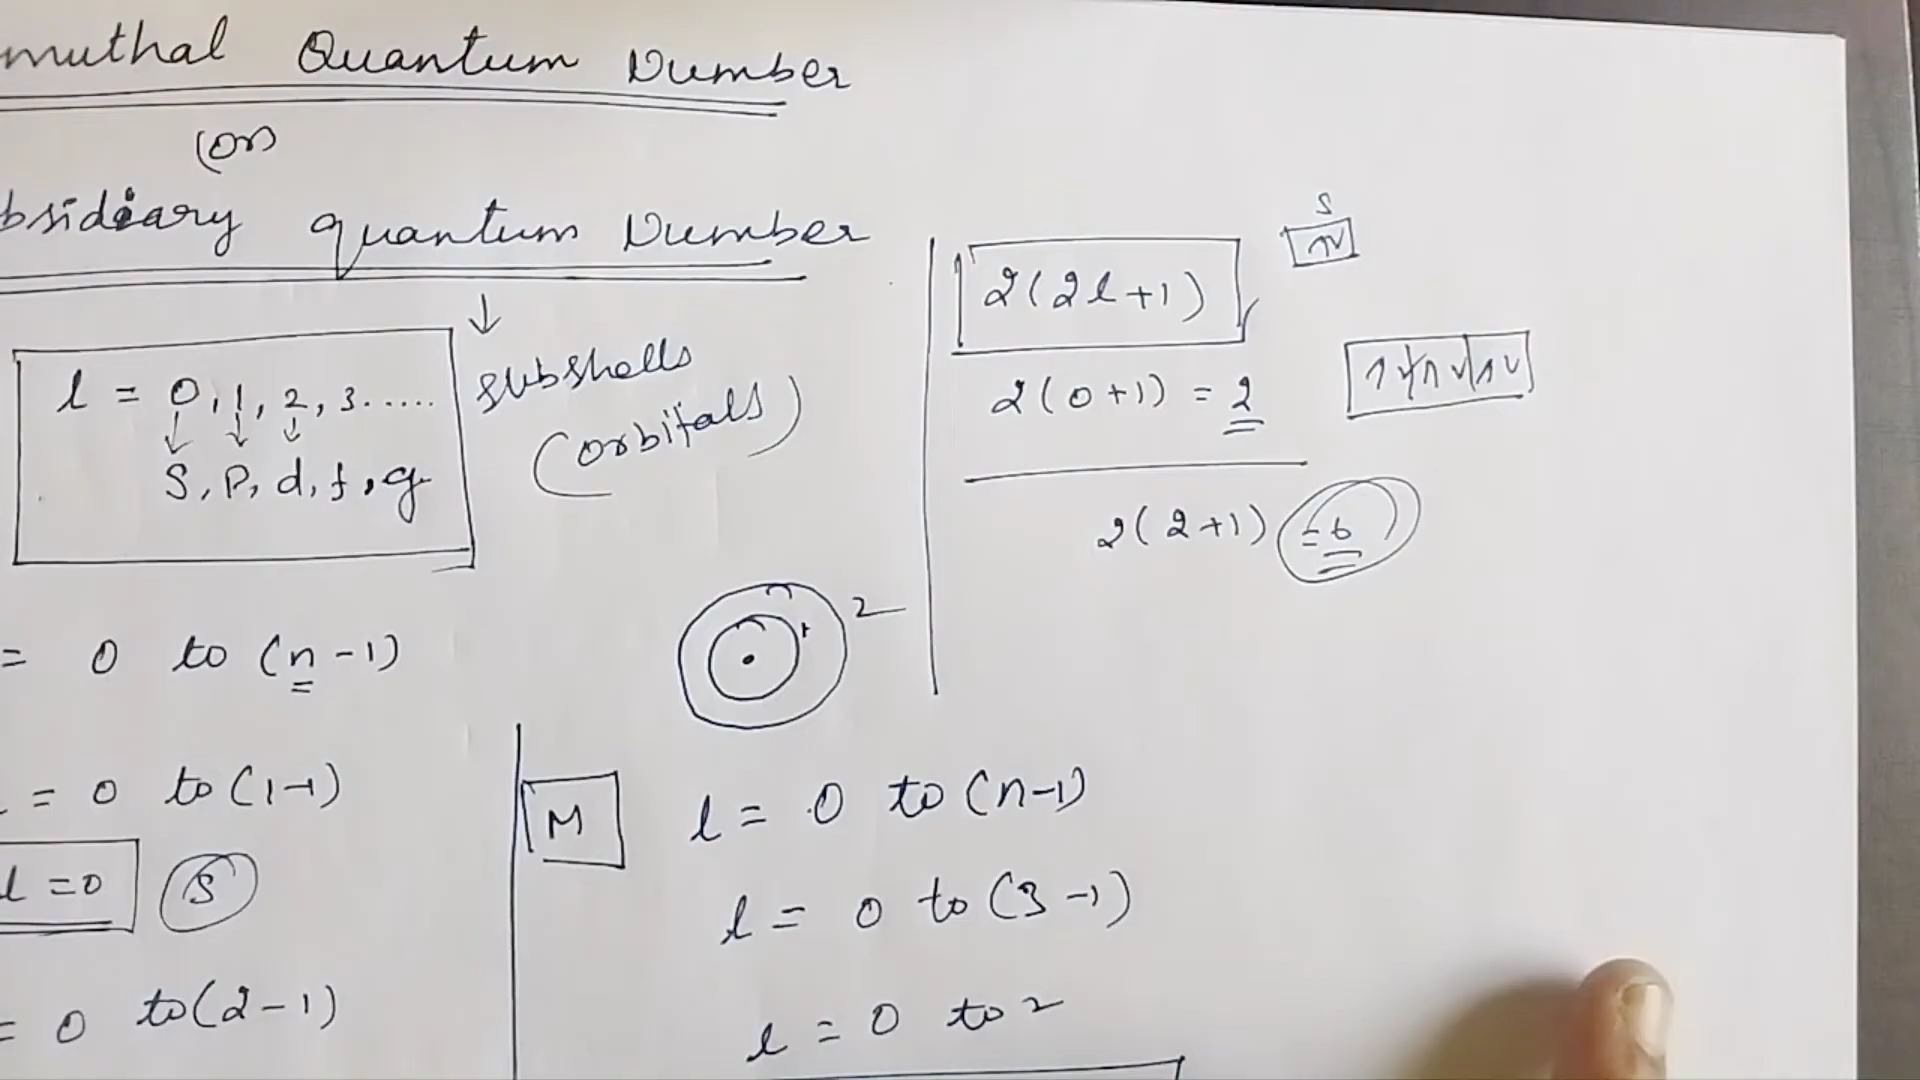 muthal Quantum Number
(or)
bsidiary quantum Number
↓
subshells
(orbitals)
l = 0, 1, 2, 3.....
↓ ↓ ↓
S, P, d, f, g
= 0 to (n-1)
= 0 to (1-1)
l = 0 S
= 0 to (2-1)
2
M l = 0 to (n-1)
l = 0 to (3-1)
l = 0 to 2
2(2l+1)
2(0+1) = 2
2(2+1) = 6
S